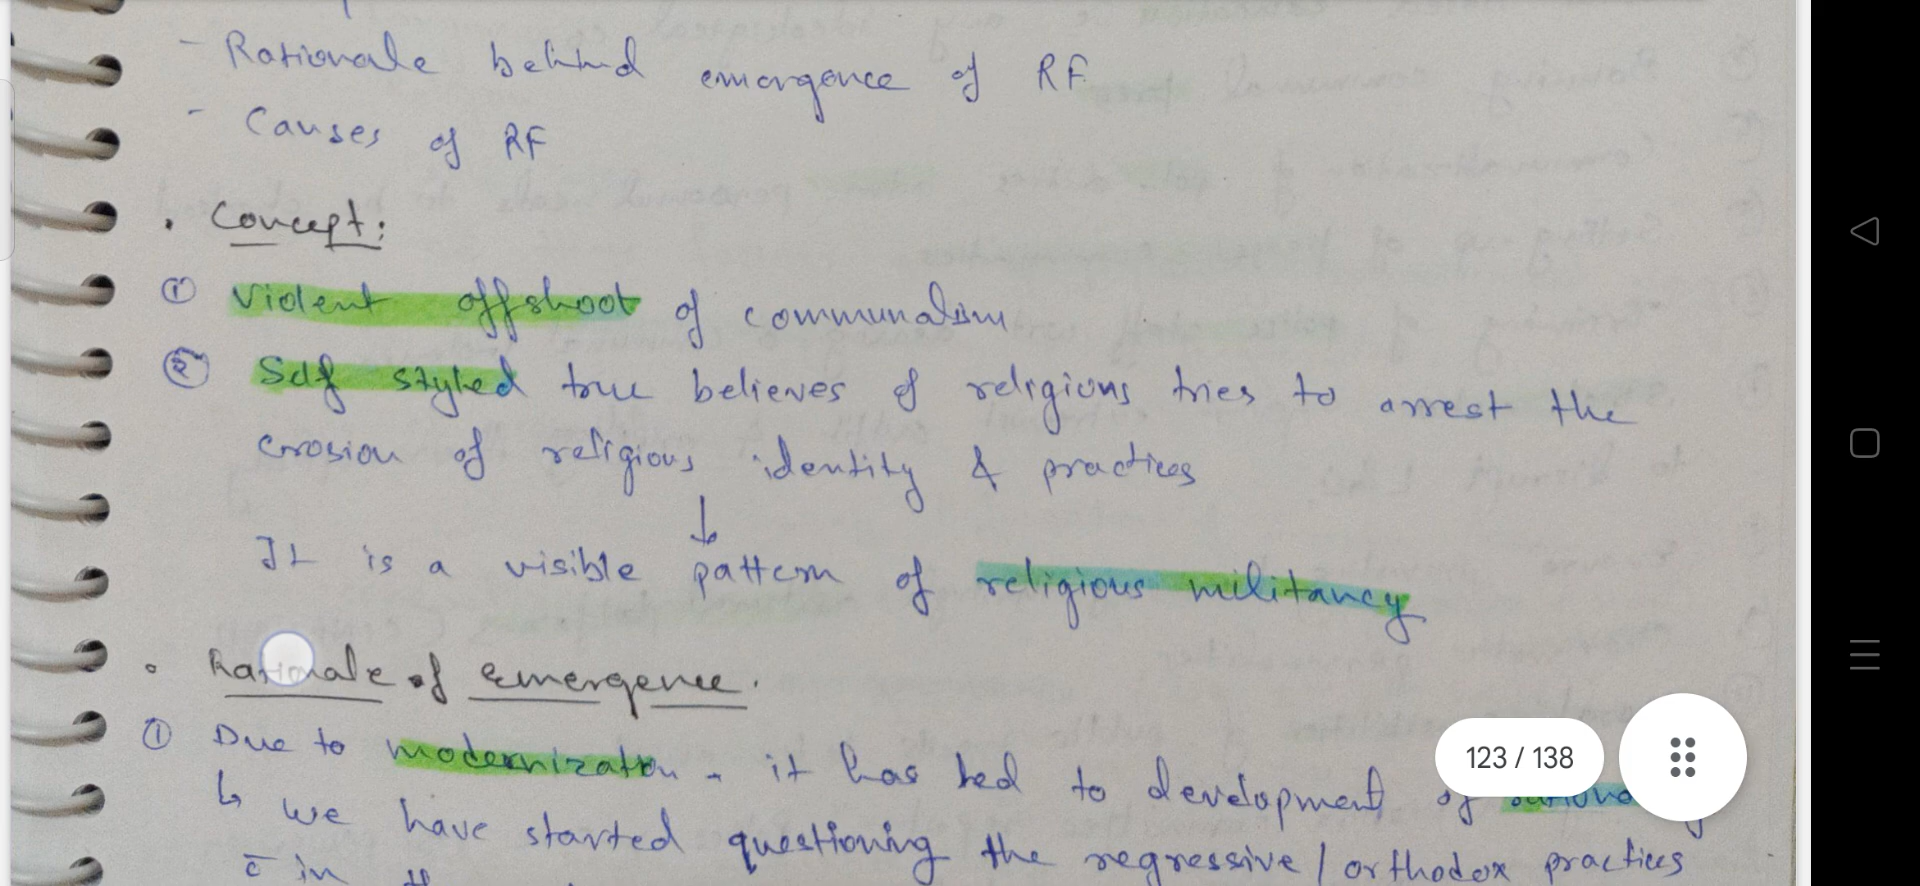 - Rationale behind emergence of RF
- Causes of RF
• Concept:
① Violent offshoot of communalism
② Self styled true believes of religions tries to arrest the
erosion of religious identity & practices
↓
It is a visible pattern of religious militancy
• Rationale of emergence.
① Due to modernization - it has led to development of
↳ we have started questioning the regressive / orthodox practices
in
123 / 138